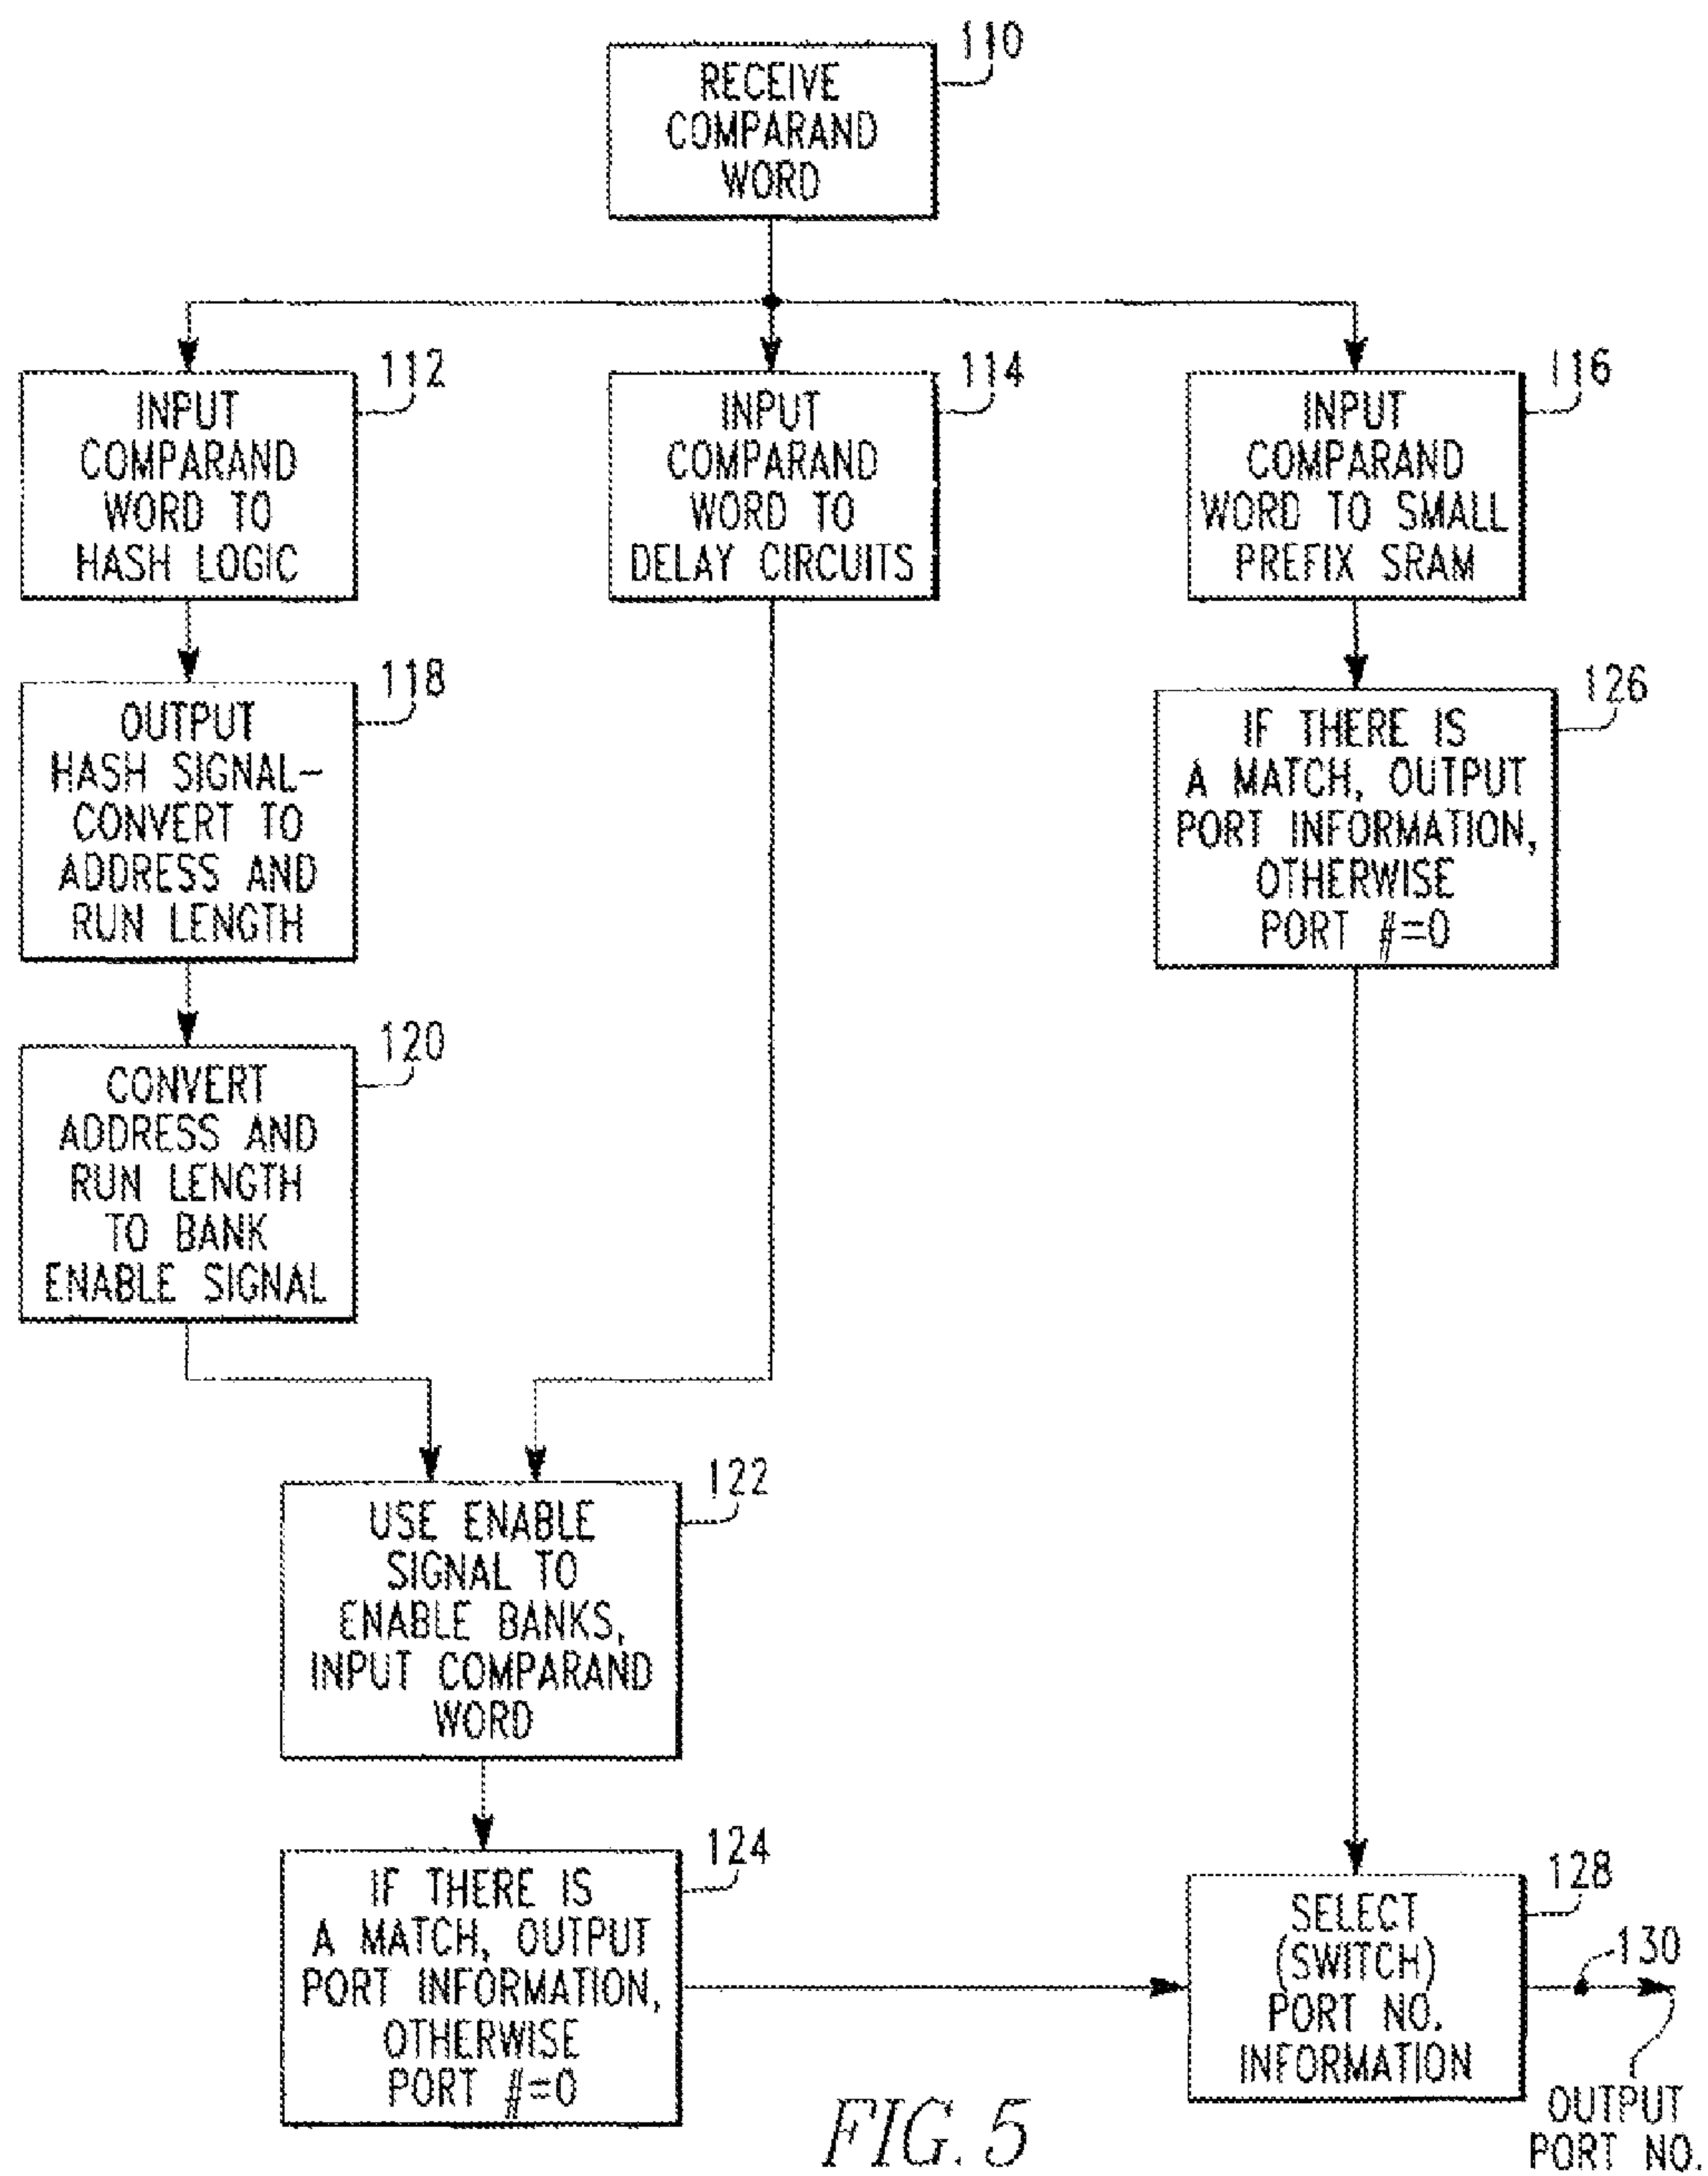 110
RECEIVE
COMPARAND
WORD
112
INPUT
COMPARAND
WORD TO
HASH LOGIC
114
INPUT
COMPARAND
WORD TO
DELAY CIRCUITS
116
INPUT
COMPARAND
WORD TO SMALL
PREFIX SRAM
118
OUTPUT
HASH SIGNAL-
CONVERT TO
ADDRESS AND
RUN LENGTH
126
IF THERE IS
A MATCH, OUTPUT
PORT INFORMATION,
OTHERWISE
PORT #=0
120
CONVERT
ADDRESS AND
RUN LENGTH
TO BANK
ENABLE SIGNAL
122
USE ENABLE
SIGNAL TO
ENABLE BANKS,
INPUT COMPARAND
WORD
124
IF THERE IS
A MATCH, OUTPUT
PORT INFORMATION,
OTHERWISE
PORT #=0
128
SELECT
(SWITCH)
PORT NO.
INFORMATION
130
OUTPUT
PORT NO.
FIG. 5